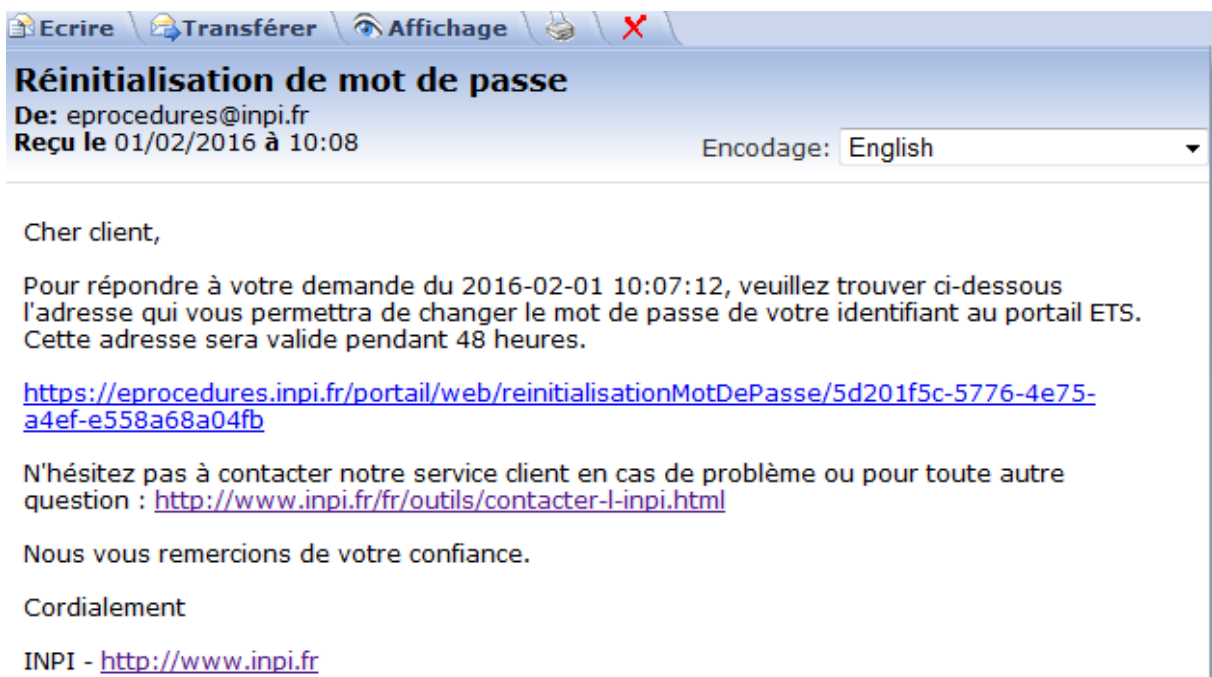 Ecrire Transférer Affichage
Réinitialisation de mot de passe
De: eprocedures@inpi.fr
Reçu le 01/02/2016 à 10:08
Encodage: English
Cher client,
Pour répondre à votre demande du 2016-02-01 10:07:12, veuillez trouver ci-dessous
l'adresse qui vous permettra de changer le mot de passe de votre identifiant au portail ETS.
Cette adresse sera valide pendant 48 heures.
https://eprocedures.inpi.fr/portail/web/reinitialisationMotDePasse/5d201f5c-5776-4e75-
a4ef-e558a68a04fb
N'hésitez pas à contacter notre service client en cas de problème ou pour toute autre
question : http://www.inpi.fr/fr/outils/contacter-l-inpi.html
Nous vous remercions de votre confiance.
Cordialement
INPI - http://www.inpi.fr